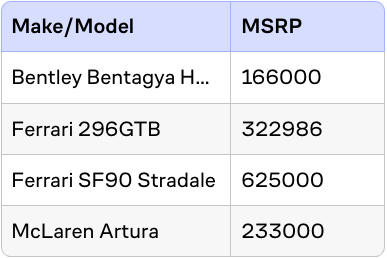 Make/Model MSRP
Bentley Bentagya H... 166000
Ferrari 296GTB 322986
Ferrari SF90 Stradale 625000
McLaren Artura 233000